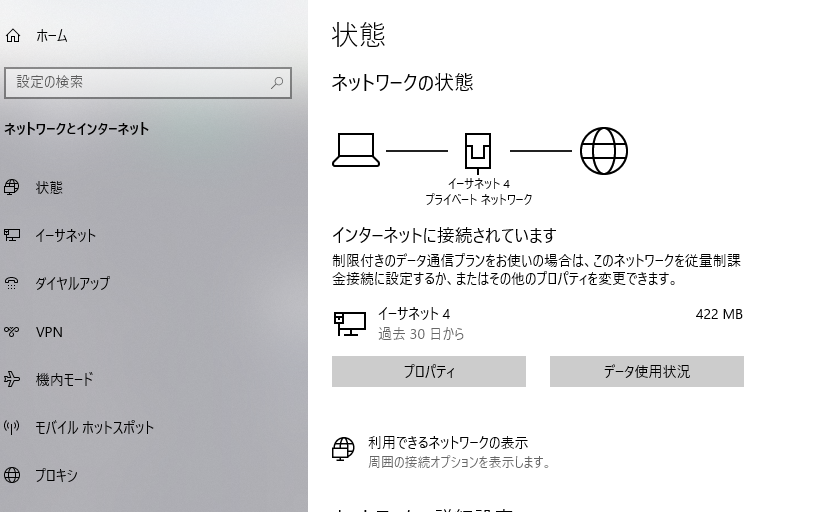 ホーム
設定の検索
ネットワークとインターネット
状態
イーサネット
ダイヤルアップ
VPN
機内モード
モバイル ホットスポット
プロキシ
状態
ネットワークの状態
イーサネット 4
プライベート ネットワーク
インターネットに接続されています
制限付きのデータ通信プランをお使いの場合は、このネットワークを従量制課
金接続に設定するか、またはその他のプロパティを変更できます。
イーサネット 4
422 MB
過去 30 日から
プロパティ
データ使用状況
利用できるネットワークの表示
周囲の接続オプションを表示します。